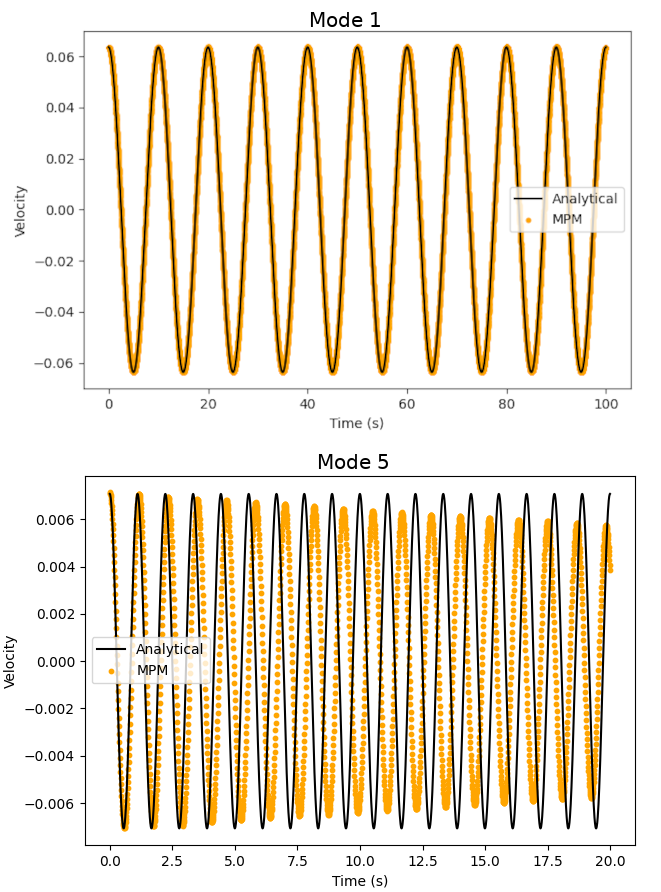 Mode 1
0.06
0.04
0.02
0.00
−0.02
−0.04
−0.06
Velocity
Analytical
MPM
0 20 40 60 80 100
Time (s)
Mode 5
0.006
0.004
0.002
0.000
−0.002
−0.004
−0.006
Velocity
Analytical
MPM
0.0 2.5 5.0 7.5 10.0 12.5 15.0 17.5 20.0
Time (s)